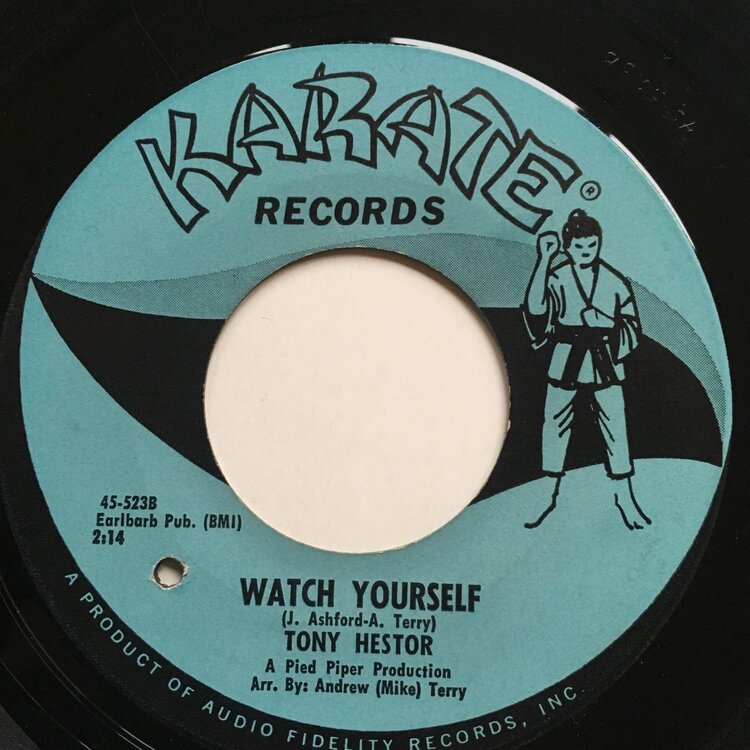 KARATE®
RECORDS
45-523B
Earlbarb Pub. (BMI)
2:14
WATCH YOURSELF
(J. Ashford-A. Terry)
TONY HESTOR
A Pied Piper Production
Arr. By: Andrew (Mike) Terry
A PRODUCT OF AUDIO FIDELITY RECORDS, INC